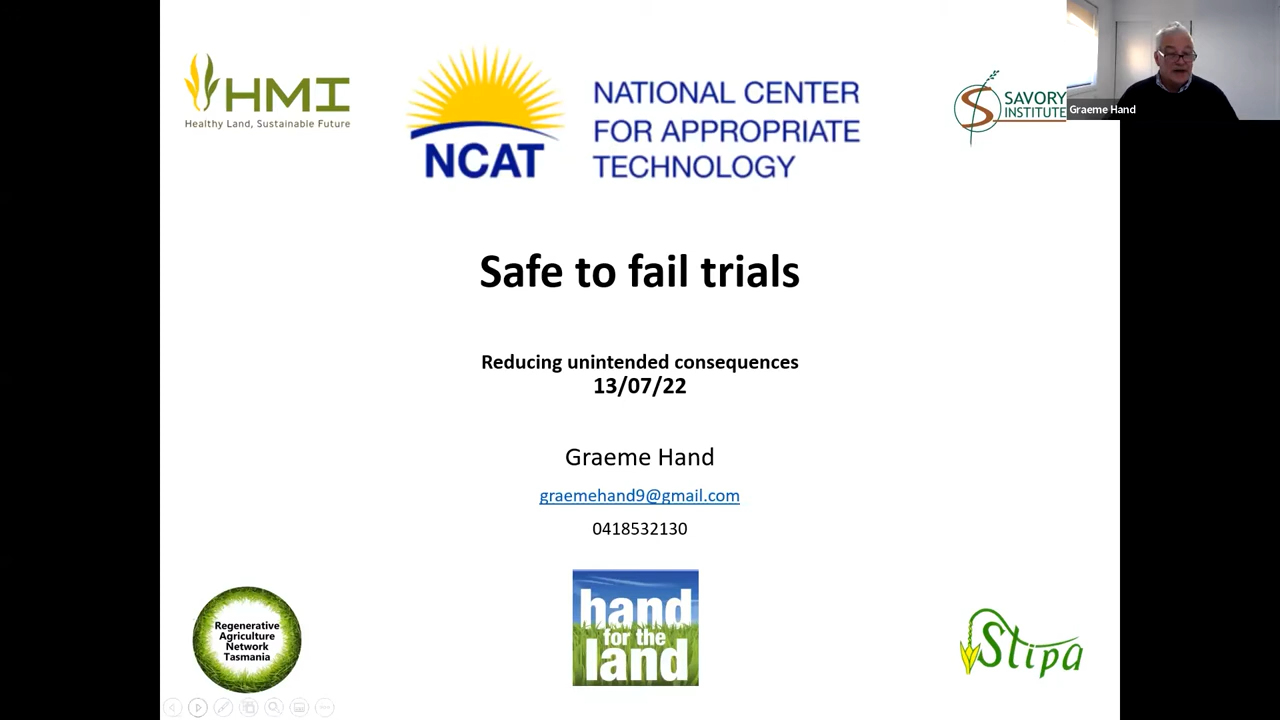 HMI
Healthy Land, Sustainable Future
NCAT
NATIONAL CENTER
FOR APPROPRIATE
TECHNOLOGY
SAVORY
INSTITUTE
Graeme Hand
Safe to fail trials
Reducing unintended consequences
13/07/22
Graeme Hand
graemehand9@gmail.com
0418532130
Regenerative
Agriculture
Network
Tasmania
hand
for the
land
Stipa